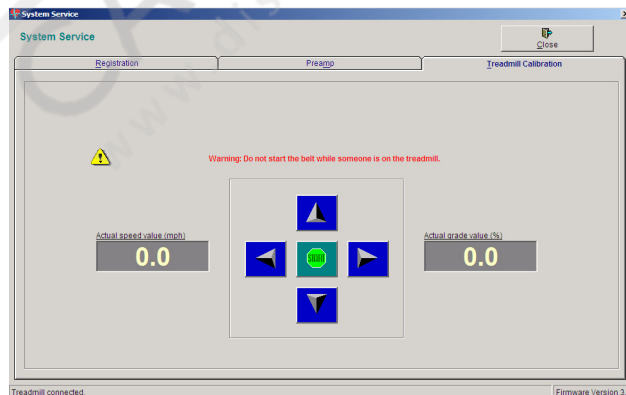 System Service
System Service
Close
Registration
Preamp
Treadmill Calibration
Warning: Do not start the belt while someone is on the treadmill.
Actual speed value (mph)
Actual grade value (%)
0.0
0.0
Treadmill connected.
Firmware Version 3